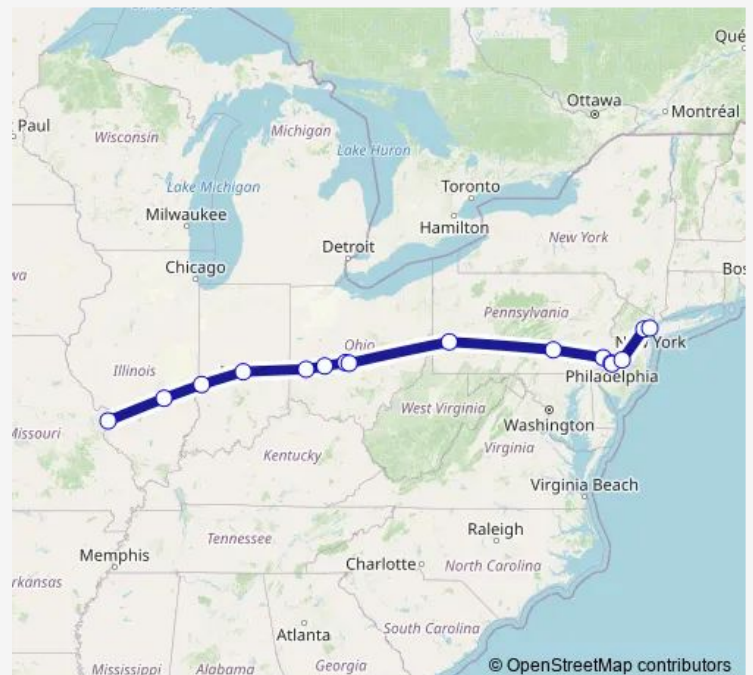 Qué
Ottawa
Montréal
Paul
Wisconsin
Michigan
Lake Huron
Lake Michigan
Toronto
Milwaukee
Hamilton
New York
Detroit
Chicago
Bos
wa
Pennsylvania
Ohio
Illinois
Philadelphia
West Virginia
Washington
Missouri
Virginia
Kentucky
Virginia Beach
Raleigh
Tennessee
Memphis
Charlotte
North Carolina
rkansas
South Carolina
Atlanta
Mississippi
Alabama
Georgia
© OpenStreetMap contributors